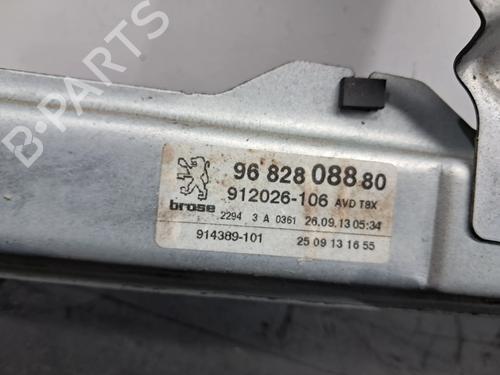 B-PARTS
96 828 088 80
912026-106 AVD T8X
brose
2294 3 A 0361 26.09.13 05:34
914389-101 25 09 13 16 55